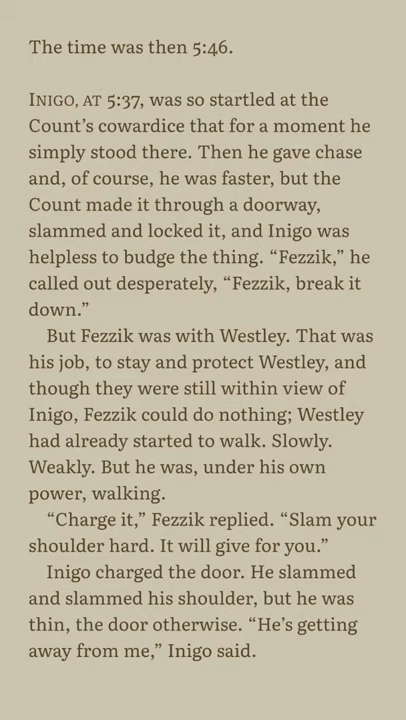 The time was then 5:46.
INIGO, AT 5:37, was so startled at the
Count’s cowardice that for a moment he
simply stood there. Then he gave chase
and, of course, he was faster, but the
Count made it through a doorway,
slammed and locked it, and Inigo was
helpless to budge the thing. “Fezzik,” he
called out desperately, “Fezzik, break it
down.”
But Fezzik was with Westley. That was
his job, to stay and protect Westley, and
though they were still within view of
Inigo, Fezzik could do nothing; Westley
had already started to walk. Slowly.
Weakly. But he was, under his own
power, walking.
“Charge it,” Fezzik replied. “Slam your
shoulder hard. It will give for you.”
Inigo charged the door. He slammed
and slammed his shoulder, but he was
thin, the door otherwise. “He’s getting
away from me,” Inigo said.